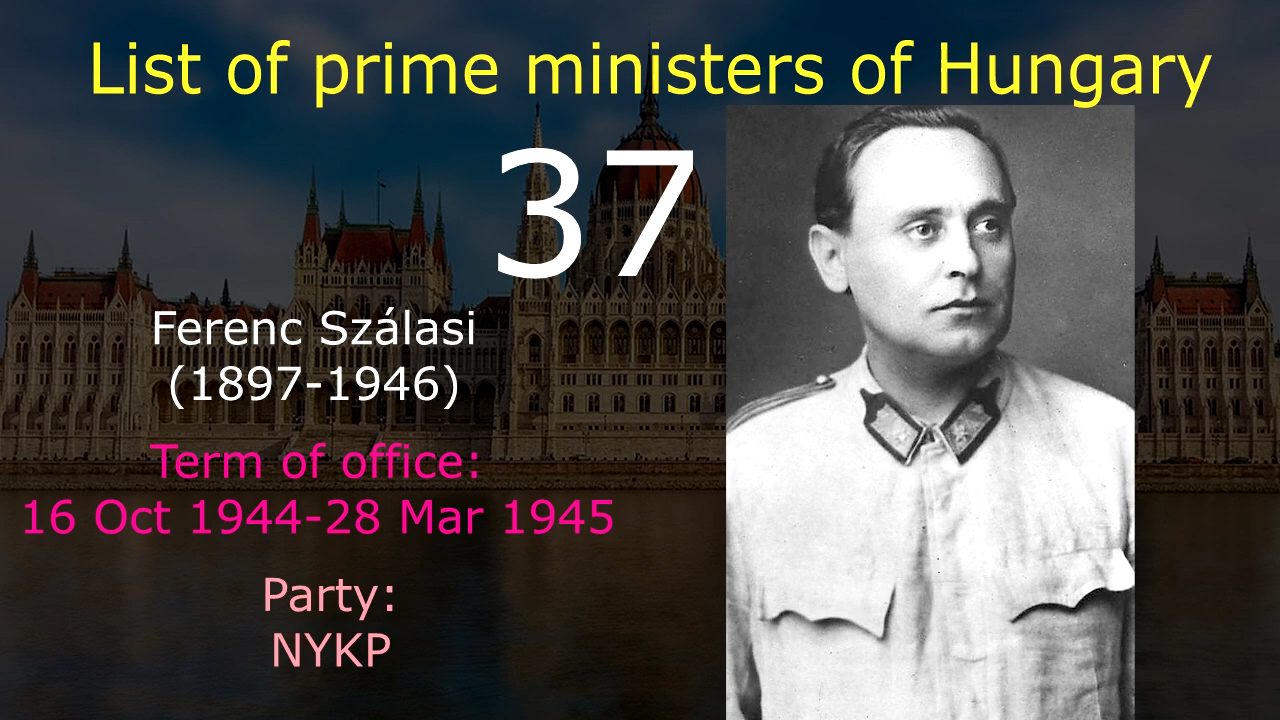 List of prime ministers of Hungary
37
Ferenc Szálasi
(1897-1946)
Term of office:
16 Oct 1944-28 Mar 1945
Party:
NYKP